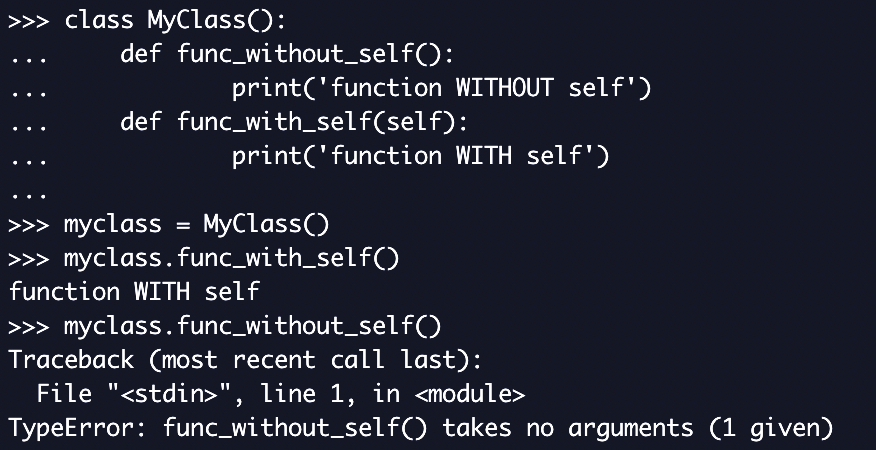 >>> class MyClass():
...     def func_without_self():
...             print('function WITHOUT self')
...     def func_with_self(self):
...             print('function WITH self')
...
>>> myclass = MyClass()
>>> myclass.func_with_self()
function WITH self
>>> myclass.func_without_self()
Traceback (most recent call last):
  File "<stdin>", line 1, in <module>
TypeError: func_without_self() takes no arguments (1 given)